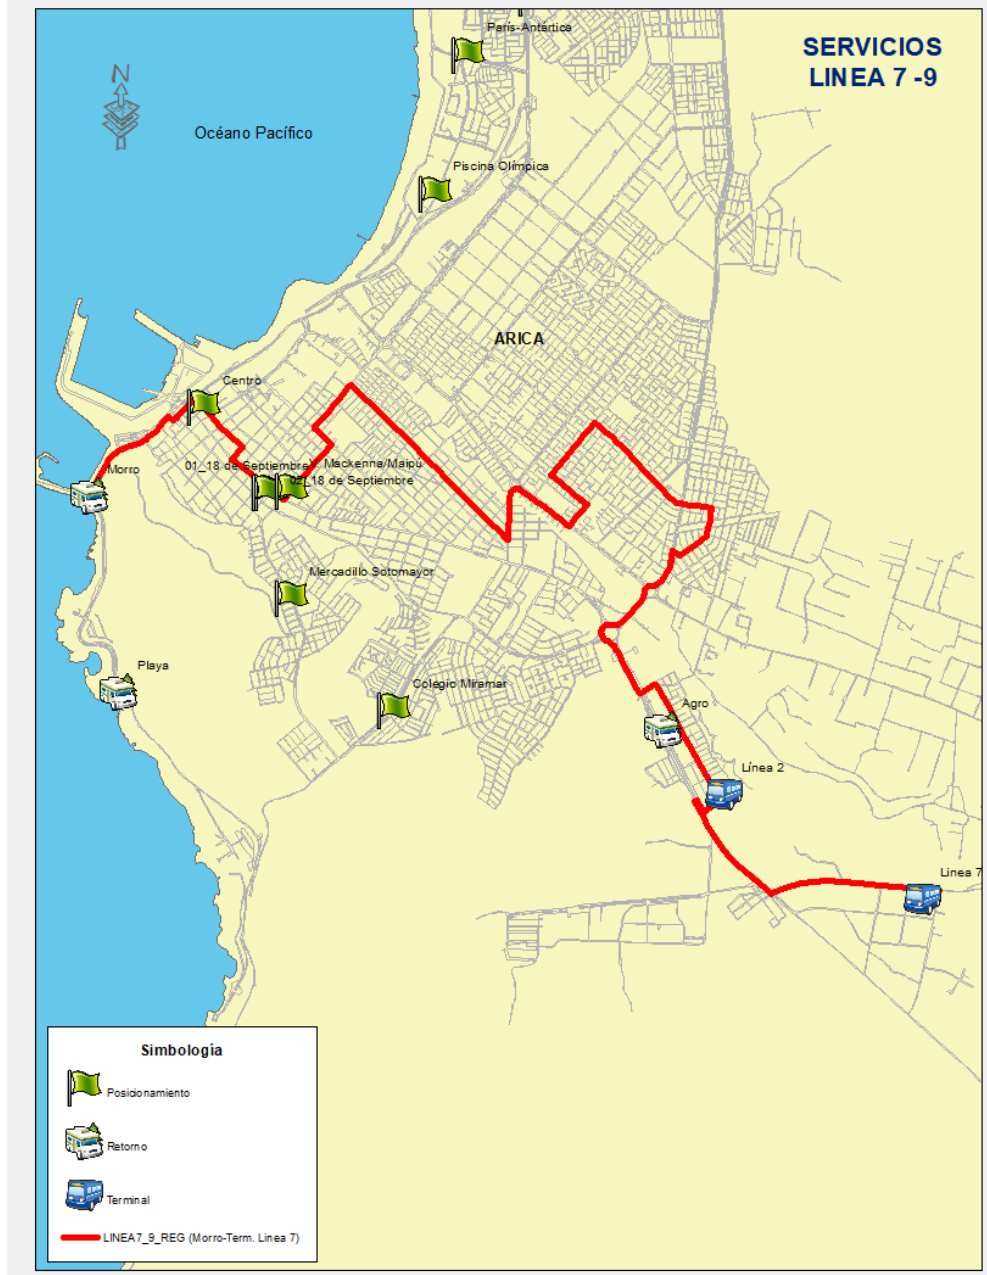 París-Antártica
SERVICIOS
LINEA 7 -9
N
Océano Pacífico
Piscina Olímpica
ARICA
Centro
Morro
01_18 de Septiembre
. Mackenna/Maipú
02_18 de Septiembre
Mercadillo Sotomayor
Playa
Colegio Miramar
Agro
Línea 2
Linea 7
Simbología
Posicionamiento
Retorno
Terminal
LINEA7_9_REG (Morro-Term. Linea 7)